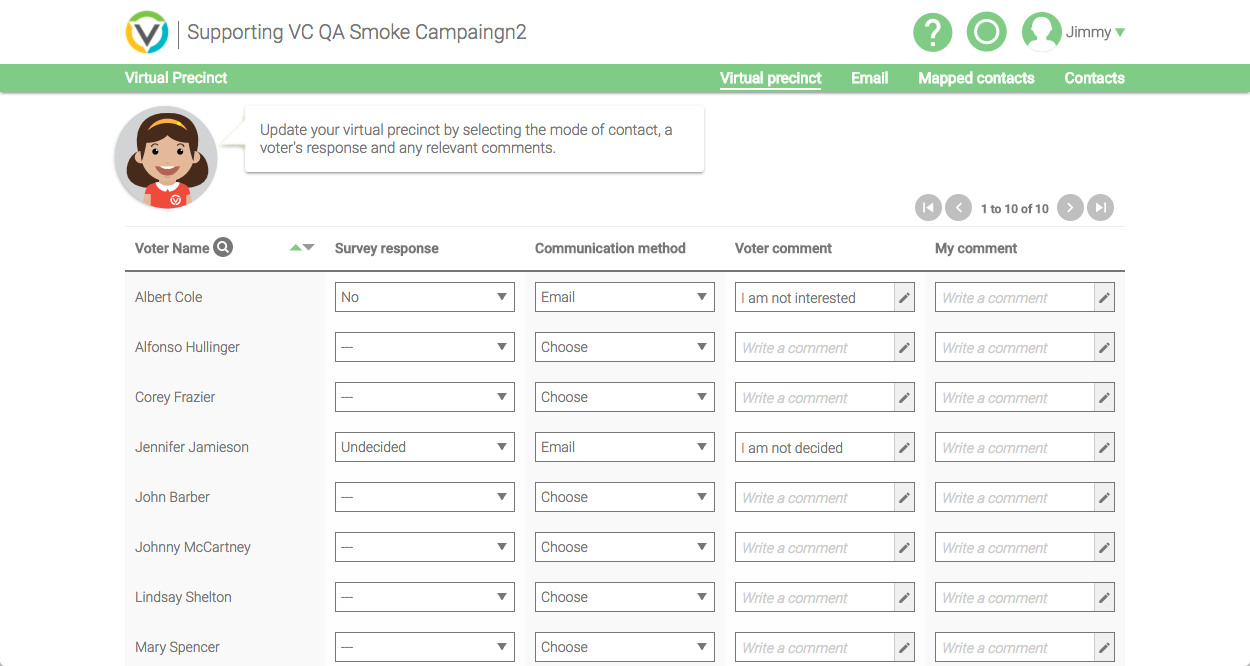 Supporting VC QA Smoke Campaingn2
?
Jimmy
Virtual Precinct
Virtual precinct
Email
Mapped contacts
Contacts
Update your virtual precinct by selecting the mode of contact, a
voter's response and any relevant comments.
1 to 10 of 10
Voter Name Survey response Communication method Voter comment My comment
Albert Cole No Email I am not interested Write a comment
Alfonso Hullinger --- Choose Write a comment Write a comment
Corey Frazier --- Choose Write a comment Write a comment
Jennifer Jamieson Undecided Email I am not decided Write a comment
John Barber --- Choose Write a comment Write a comment
Johnny McCartney --- Choose Write a comment Write a comment
Lindsay Shelton --- Choose Write a comment Write a comment
Mary Spencer --- Choose Write a comment Write a comment